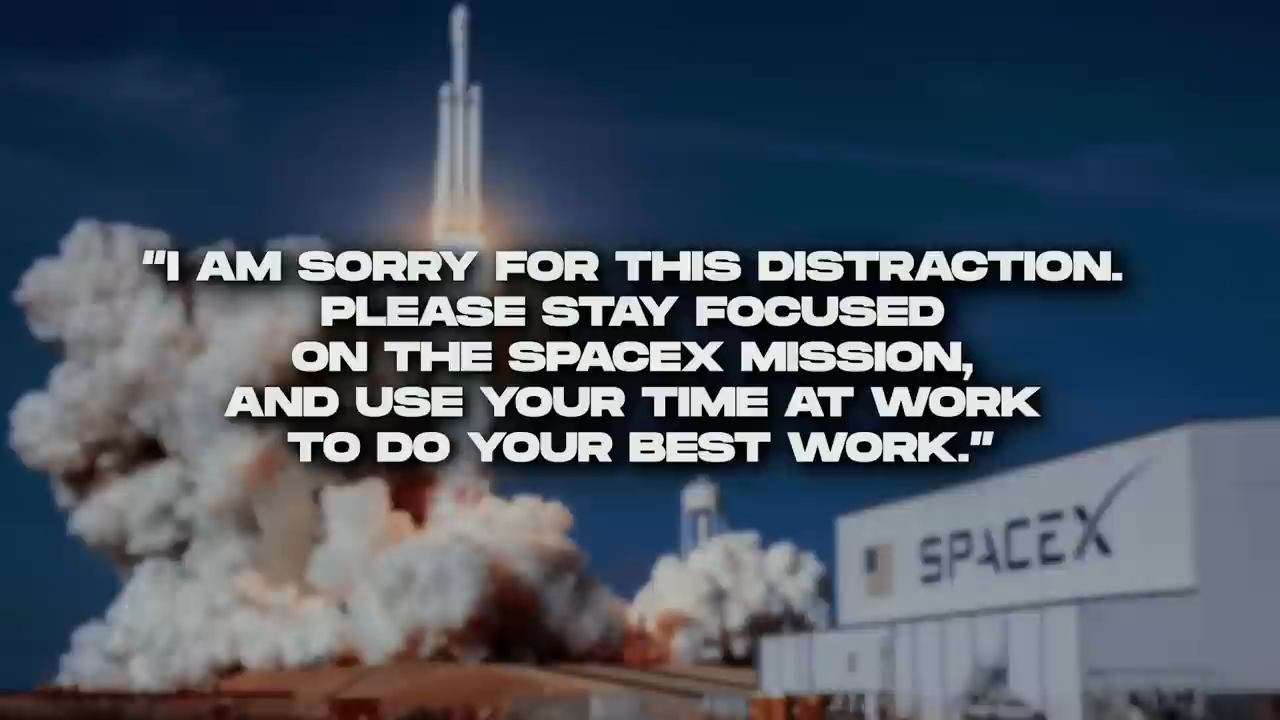 "I AM SORRY FOR THIS DISTRACTION.
PLEASE STAY FOCUSED
ON THE SPACEX MISSION,
AND USE YOUR TIME AT WORK
TO DO YOUR BEST WORK."
SPACEX